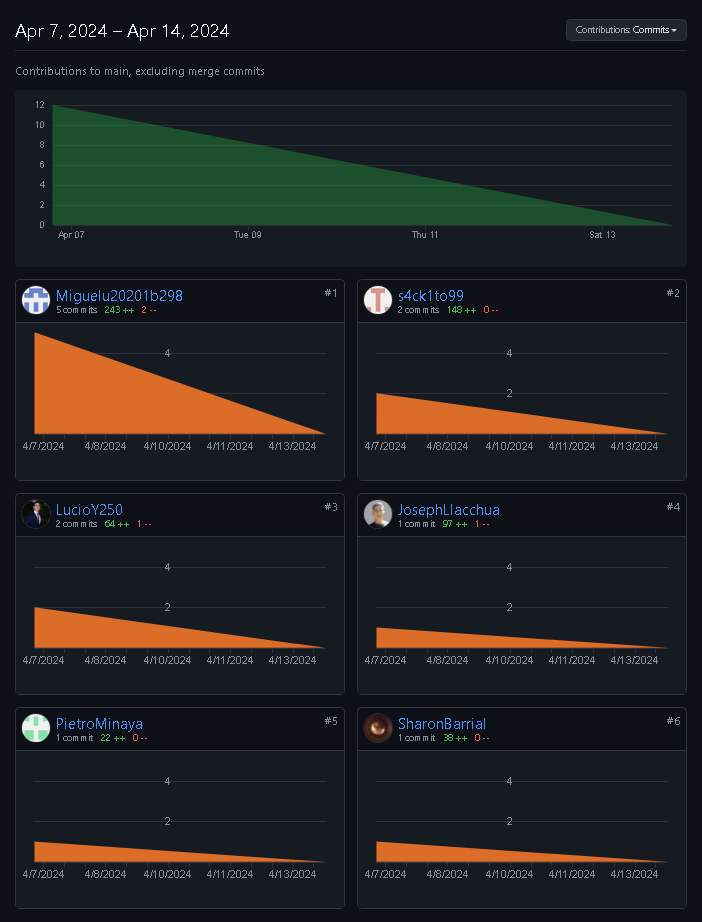 Apr 7, 2024 – Apr 14, 2024
Contributions: Commits
Contributions to main, excluding merge commits
12
10
8
6
4
2
0
Apr 07 Tue 09 Thu 11 Sat 13
Miguelu20201b298 #1
5 commits 243 ++ 2 --
4
4/7/2024 4/8/2024 4/10/2024 4/11/2024 4/13/2024
s4ck1to99 #2
2 commits 148 ++ 0 --
4
2
4/7/2024 4/8/2024 4/10/2024 4/11/2024 4/13/2024
LucioY250 #3
2 commits 64 ++ 1 --
4
2
4/7/2024 4/8/2024 4/10/2024 4/11/2024 4/13/2024
JosephLlacchua #4
1 commit 97 ++ 1 --
4
2
4/7/2024 4/8/2024 4/10/2024 4/11/2024 4/13/2024
PietroMinaya #5
1 commit 22 ++ 0 --
4
2
4/7/2024 4/8/2024 4/10/2024 4/11/2024 4/13/2024
SharonBarrial #6
1 commit 38 ++ 0 --
4
2
4/7/2024 4/8/2024 4/10/2024 4/11/2024 4/13/2024